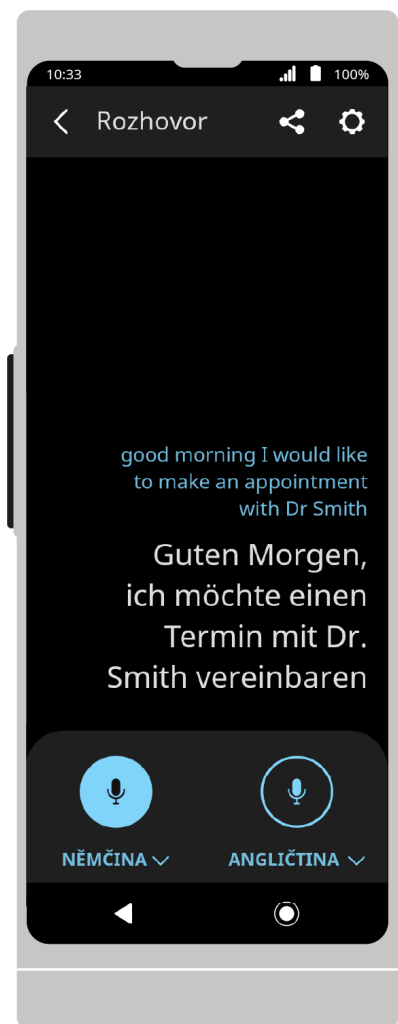 10:33 100%
Rozhovor
good morning I would like
to make an appointment
with Dr Smith
Guten Morgen,
ich möchte einen
Termin mit Dr.
Smith vereinbaren
NĚMČINA ANGLIČTINA